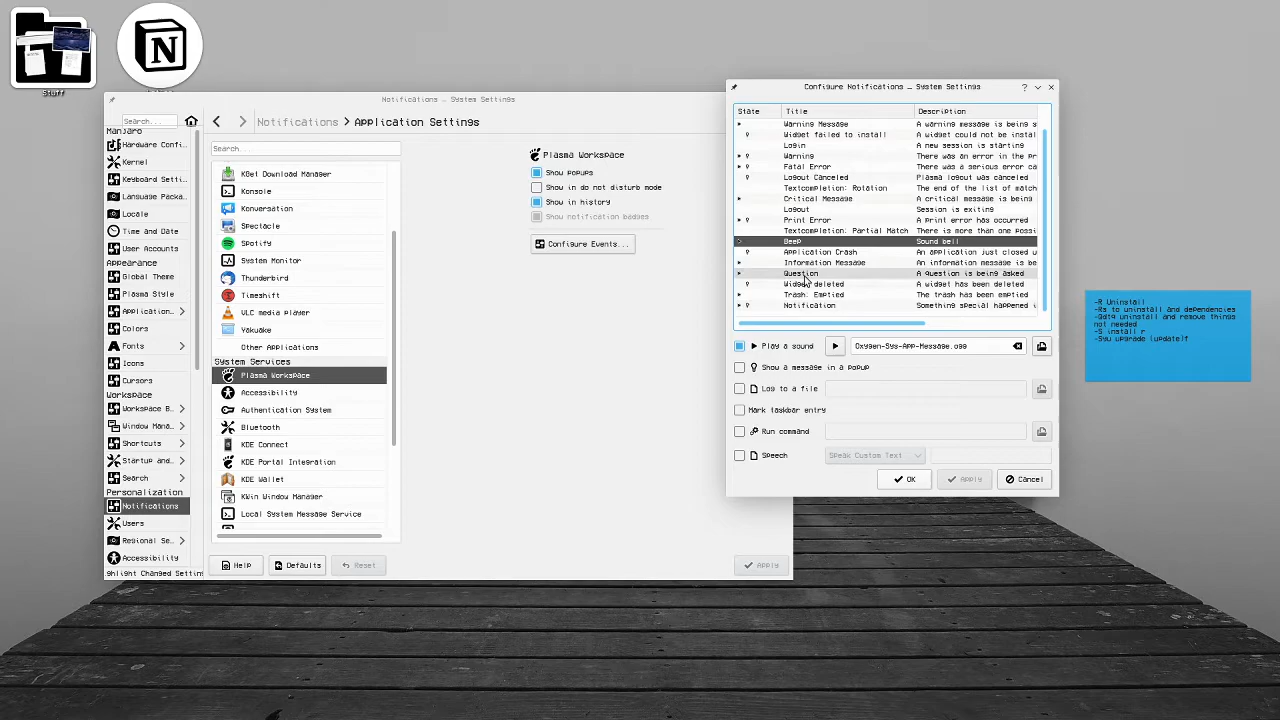 Stuff
N
Notifications — System Settings
Search...
Notifications > Application Settings
Manjaro
Hardware Confi...
Kernel
Keyboard Setti...
Language Packa...
Locale
Time and Date
User Accounts
Appearance
Global Theme
Plasma Style
Application...
Colors
Fonts
Icons
Cursors
Workspace
Workspace B...
Window Mana...
Shortcuts
Startup and...
Search
Personalization
Notifications
Users
Regional Se...
Accessibility
ghlight Changed Settin
Search...
KGet Download Manager
Konsole
Konversation
Spectacle
Spotify
System Monitor
Thunderbird
Timeshift
VLC media player
Yakuake
Other Applications
System Services
Plasma Workspace
Accessibility
Authentication System
Bluetooth
KDE Connect
KDE Portal Integration
KDE Wallet
KWin Window Manager
Local System Message Service
Help
Defaults
Reset
Plasma Workspace
Show popups
Show in do not disturb mode
Show in history
Show notification badges
Configure Events...
Apply
Configure Notifications — System Settings
State Title Description
Warning Message A warning message is being s
Widget failed to install A widget could not be instal
Login A new session is starting
Warning There was an error in the pr
Fatal Error There was a serious error ca
Logout Canceled Plasma logout was canceled
Textcompletion: Rotation The end of the list of match
Critical Message A critical message is being
Logout Session is exiting
Print Error A print error has occurred
Textcompletion: Partial Match There is more than one possi
Beep Sound bell
Application Crash An application just closed u
Information Message An information message is be
Question A question is being asked
Widget deleted A widget has been deleted
Trash: Emptied The trash has been emptied
Notification Something special happened i
Play a sound Oxygen-Sys-App-Message.ogg
Show a message in a popup
Log to a file
Mark taskbar entry
Run command
Speech Speak Custom Text
OK Apply Cancel
-R Uninstall
-Rs to uninstall and dependencies
-Qdtq uninstall and remove things
not needed
-S install r
-Syu upgrade (update)f